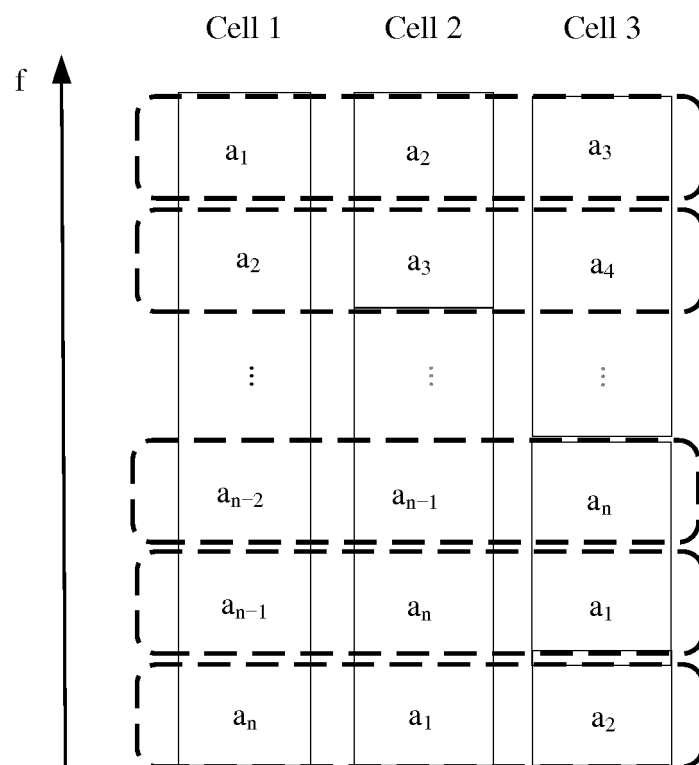 Cell 1 Cell 2 Cell 3
f
a₁ a₂ a₃
a₂ a₃ a₄
⋮ ⋮ ⋮
aₙ₋₂ aₙ₋₁ aₙ
aₙ₋₁ aₙ a₁
aₙ a₁ a₂